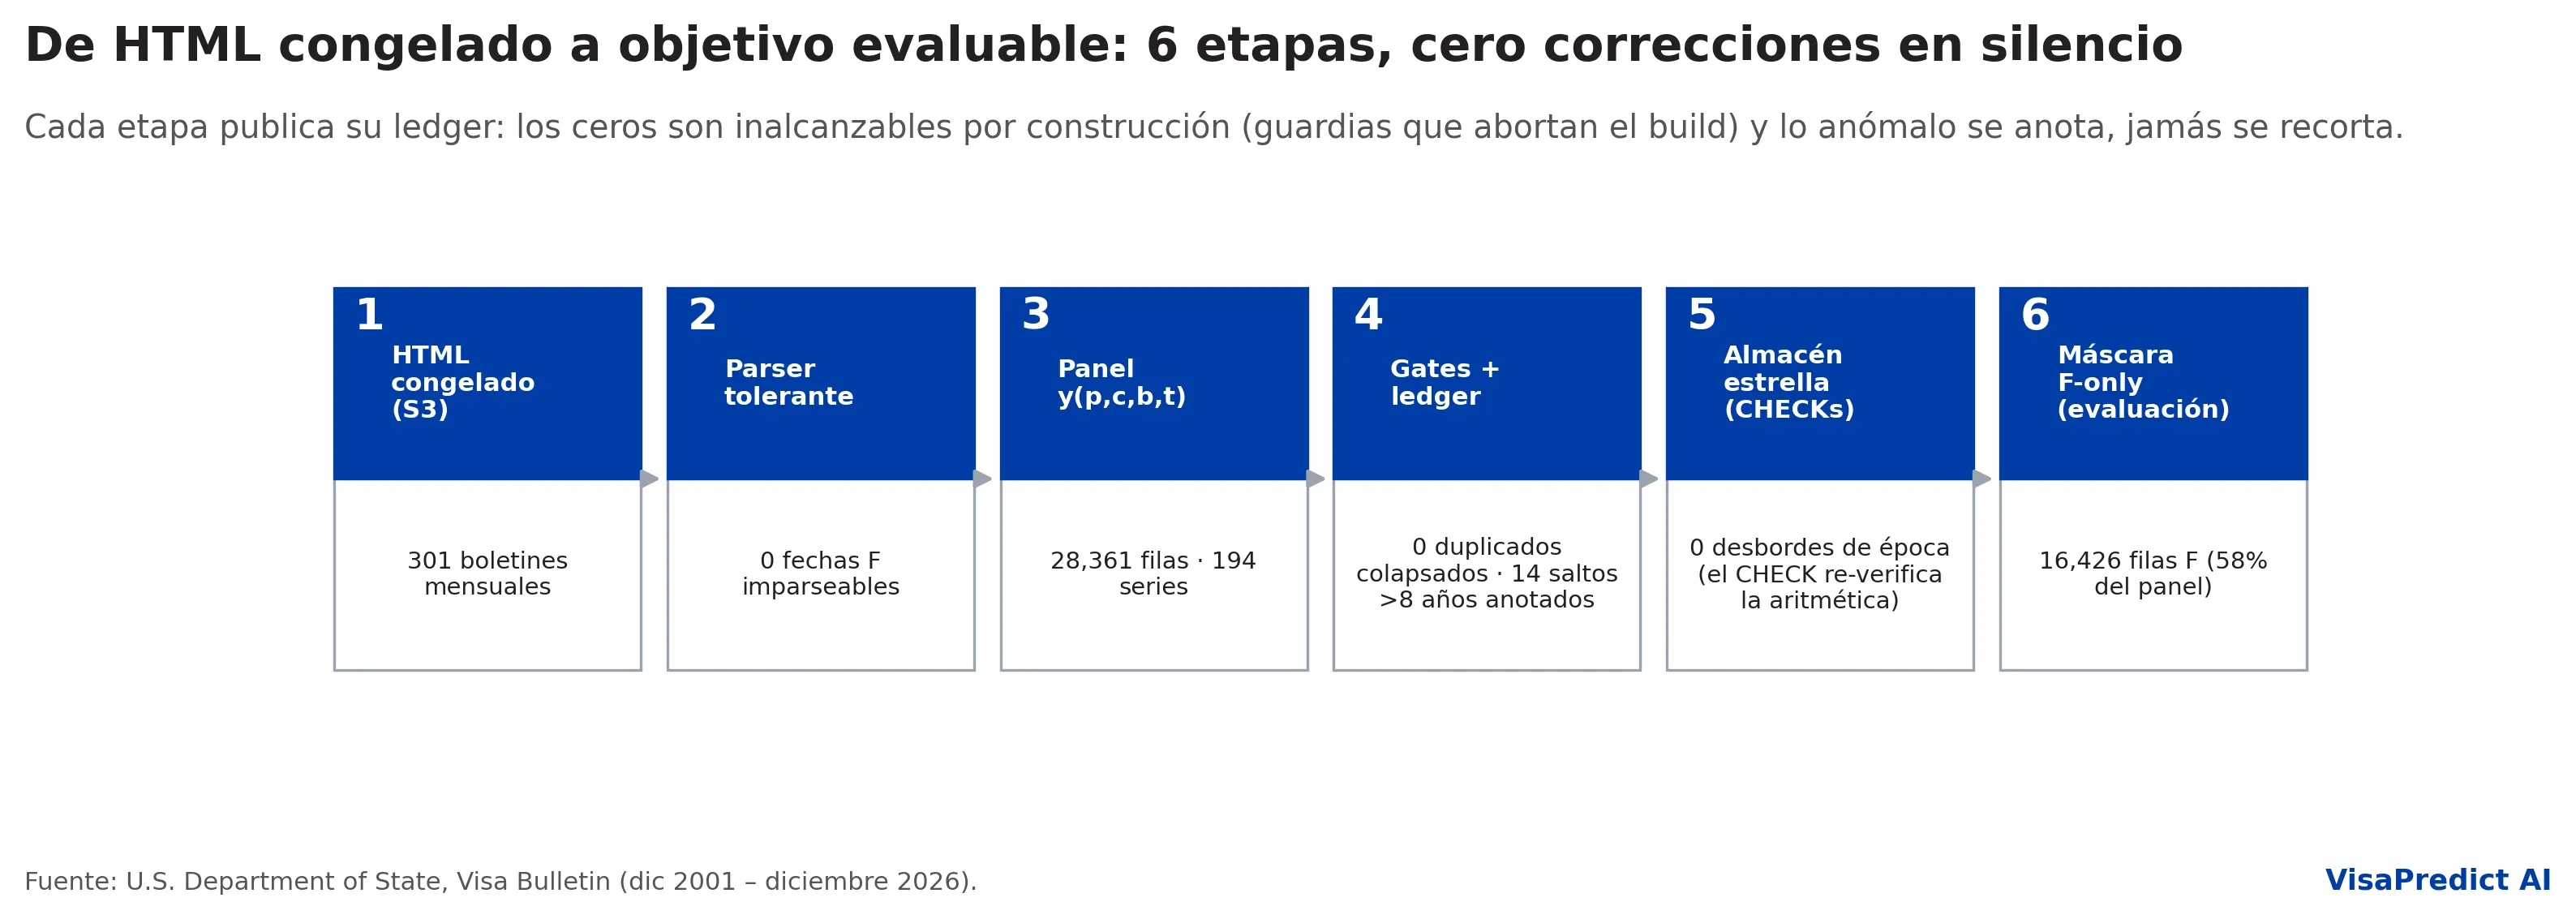 De HTML congelado a objetivo evaluable: 6 etapas, cero correcciones en silencio
Cada etapa publica su ledger: los ceros son inalcanzables por construcción (guardias que abortan el build) y lo anómalo se anota, jamás se recorta.
1
HTML
congelado
(S3)
301 boletines
mensuales
2
Parser
tolerante
0 fechas F
imparseables
3
Panel
y(p,c,b,t)
28,361 filas · 194
series
4
Gates +
ledger
0 duplicados
colapsados · 14 saltos
>8 años anotados
5
Almacén
estrella
(CHECKs)
0 desbordes de época
(el CHECK re-verifica
la aritmética)
6
Máscara
F-only
(evaluación)
16,426 filas F (58%
del panel)
Fuente: U.S. Department of State, Visa Bulletin (dic 2001 – diciembre 2026).
VisaPredict AI